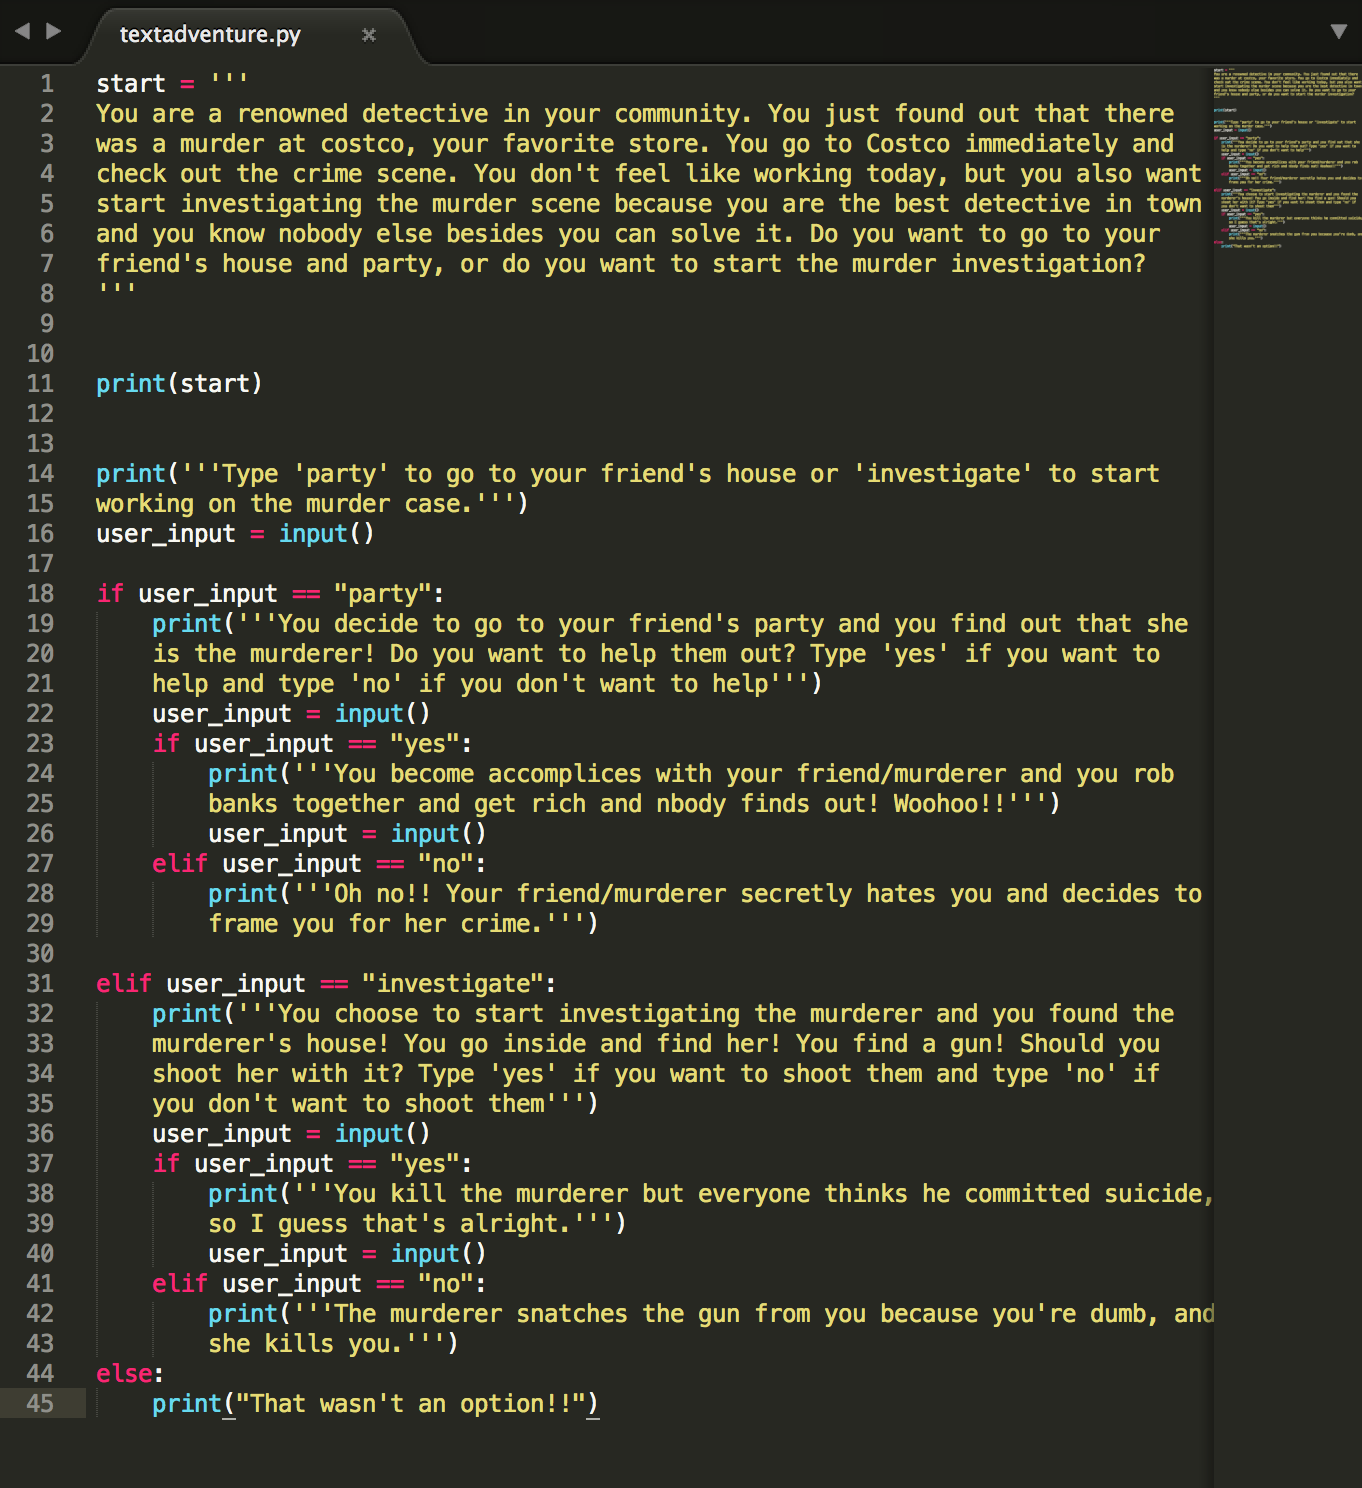 textadventure.py
1 start = '''
2 You are a renowned detective in your community. You just found out that there
3 was a murder at costco, your favorite store. You go to Costco immediately and
4 check out the crime scene. You don't feel like working today, but you also want
5 start investigating the murder scene because you are the best detective in town
6 and you know nobody else besides you can solve it. Do you want to go to your
7 friend's house and party, or do you want to start the murder investigation?
8 '''
9
10
11 print(start)
12
13
14 print('''Type 'party' to go to your friend's house or 'investigate' to start
15 working on the murder case.''')
16 user_input = input()
17
18 if user_input == "party":
19     print('''You decide to go to your friend's party and you find out that she
20     is the murderer! Do you want to help them out? Type 'yes' if you want to
21     help and type 'no' if you don't want to help''')
22     user_input = input()
23     if user_input == "yes":
24         print('''You become accomplices with your friend/murderer and you rob
25         banks together and get rich and nbody finds out! Woohoo!!''')
26         user_input = input()
27     elif user_input == "no":
28         print('''Oh no!! Your friend/murderer secretly hates you and decides to
29         frame you for her crime.''')
30
31 elif user_input == "investigate":
32     print('''You choose to start investigating the murderer and you found the
33     murderer's house! You go inside and find her! You find a gun! Should you
34     shoot her with it? Type 'yes' if you want to shoot them and type 'no' if
35     you don't want to shoot them''')
36     user_input = input()
37     if user_input == "yes":
38         print('''You kill the murderer but everyone thinks he committed suicide,
39         so I guess that's alright.''')
40         user_input = input()
41     elif user_input == "no":
42         print('''The murderer snatches the gun from you because you're dumb, and
43         she kills you.''')
44 else:
45     print("That wasn't an option!!")